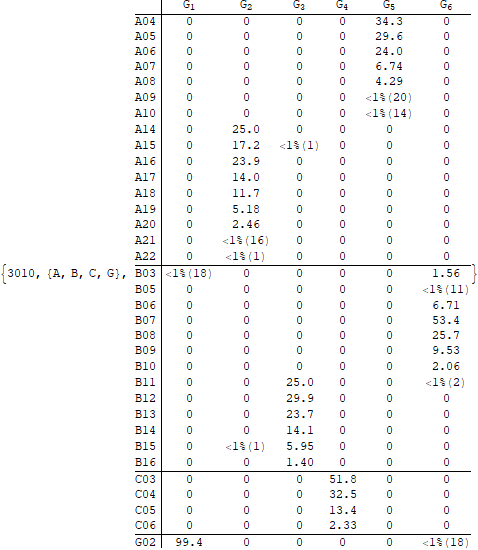 G1 G2 G3 G4 G5 G6
A04 0 0 0 0 34.3 0
A05 0 0 0 0 29.6 0
A06 0 0 0 0 24.0 0
A07 0 0 0 0 6.74 0
A08 0 0 0 0 4.29 0
A09 0 0 0 0 <1%(20) 0
A10 0 0 0 0 <1%(14) 0
A14 0 25.0 0 0 0 0
A15 0 17.2 <1%(1) 0 0 0
A16 0 23.9 0 0 0 0
A17 0 14.0 0 0 0 0
A18 0 11.7 0 0 0 0
A19 0 5.18 0 0 0 0
A20 0 2.46 0 0 0 0
A21 0 <1%(16) 0 0 0 0
A22 0 <1%(1) 0 0 0 0
{3010, {A, B, C, G}, B03 <1%(18) 0 0 0 0 1.56 }
B05 0 0 0 0 0 <1%(11)
B06 0 0 0 0 0 6.71
B07 0 0 0 0 0 53.4
B08 0 0 0 0 0 25.7
B09 0 0 0 0 0 9.53
B10 0 0 0 0 0 2.06
B11 0 0 25.0 0 0 <1%(2)
B12 0 0 29.9 0 0 0
B13 0 0 23.7 0 0 0
B14 0 0 14.1 0 0 0
B15 0 <1%(1) 5.95 0 0 0
B16 0 0 1.40 0 0 0
C03 0 0 0 51.8 0 0
C04 0 0 0 32.5 0 0
C05 0 0 0 13.4 0 0
C06 0 0 0 2.33 0 0
G02 99.4 0 0 0 0 <1%(18)